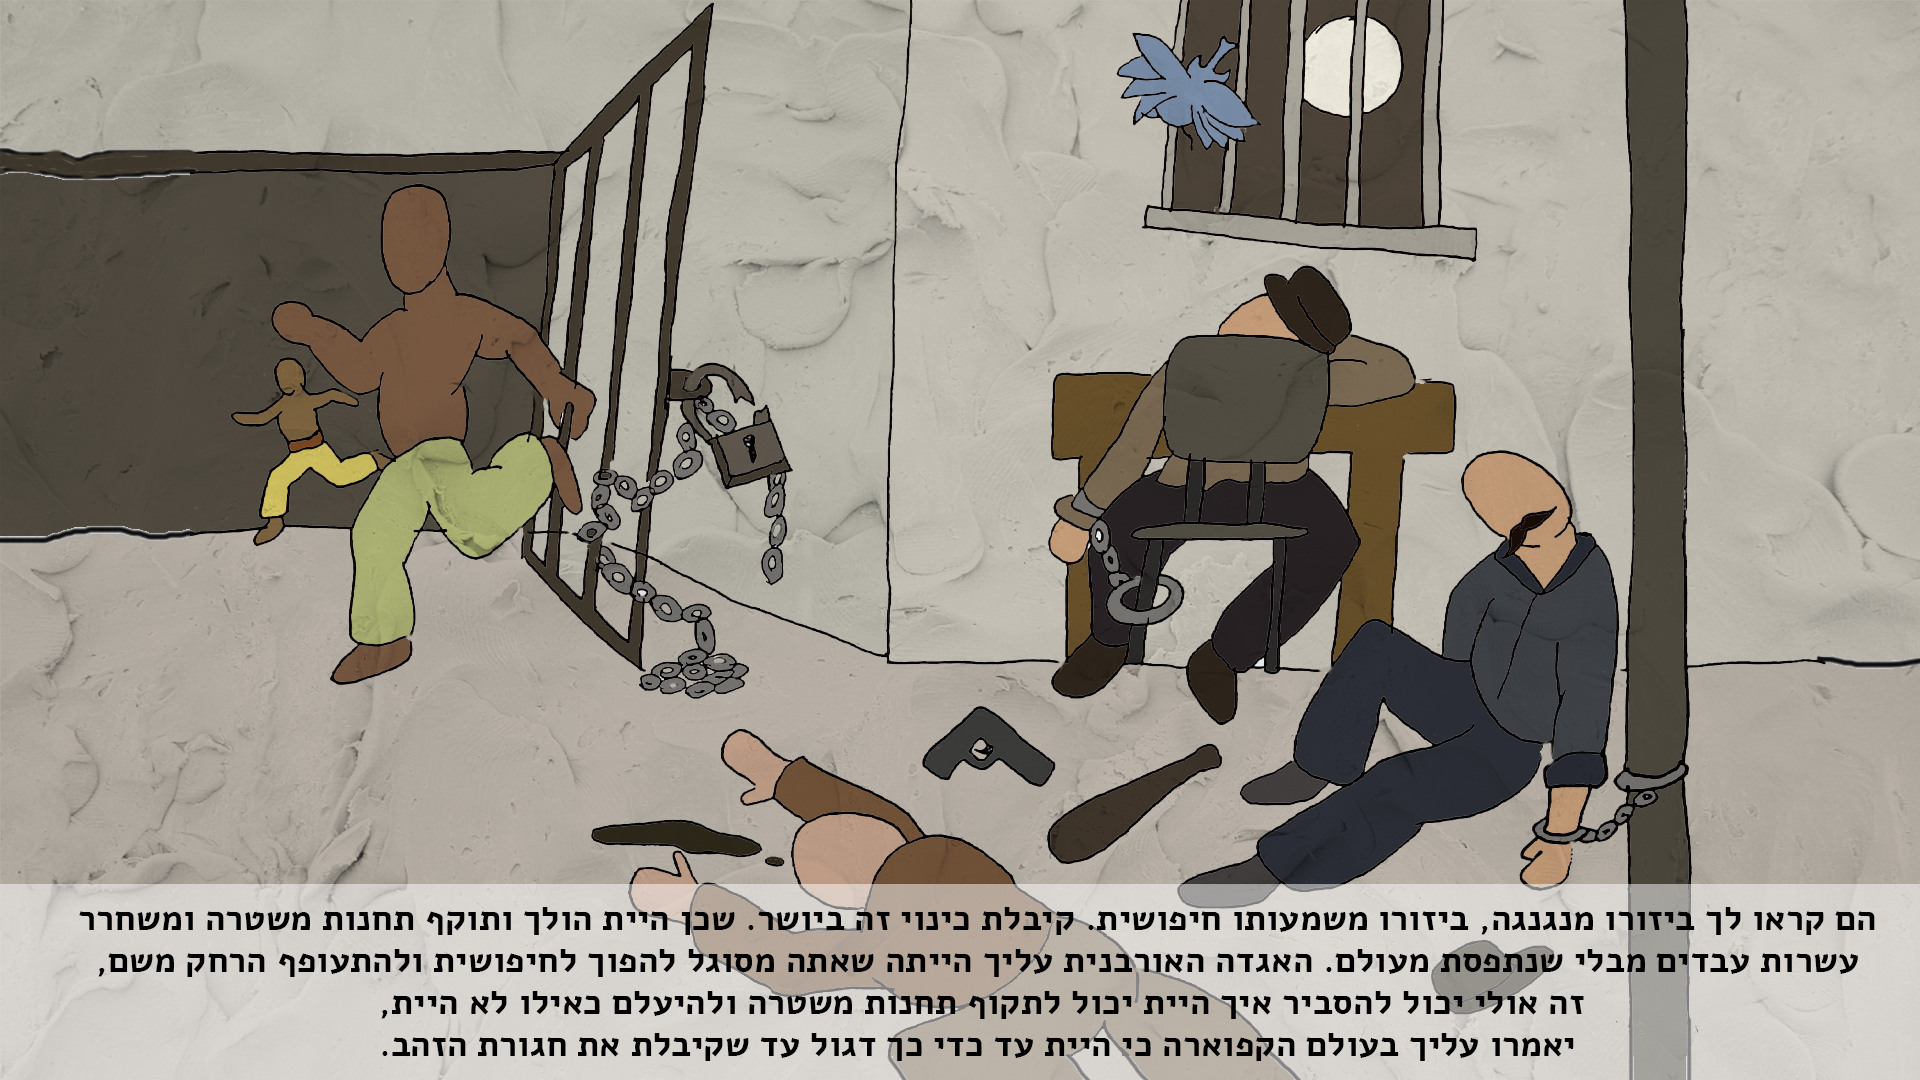 הם קראו לך ביזורו מנגנגה, ביזורו משמעותו חיפושית. קיבלת כינוי זה ביושר. שכן היית הולך ותוקף תחנות משטרה ומשחרר
עשרות עבדים מבלי שנתפסת מעולם. האגדה האורבנית עליך הייתה שאתה מסוגל להפוך לחיפושית ולהתעופף הרחק משם,
זה אולי יכול להסביר איך היית יכול לתקוף תחנות משטרה ולהיעלם כאילו לא היית,
יאמרו עליך בעולם הקפוארה כי היית עד כדי כך דגול עד שקיבלת את חגורת הזהב.